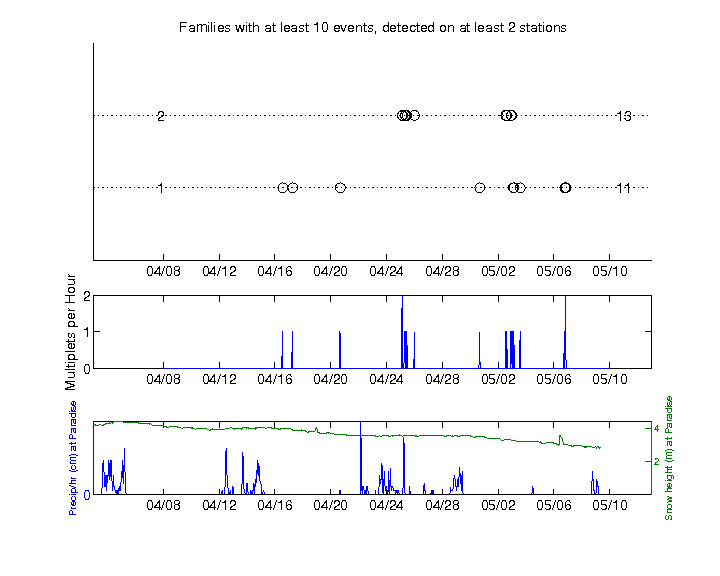 Families with at least 10 events, detected on at least 2 stations
2 13
1 11
04/08 04/12 04/16 04/20 04/24 04/28 05/02 05/06 05/10
Multiplets per Hour
2
1
0
04/08 04/12 04/16 04/20 04/24 04/28 05/02 05/06 05/10
Precip/hr (cm) at Paradise
0
4
2
Snow height (m) at Paradise
04/08 04/12 04/16 04/20 04/24 04/28 05/02 05/06 05/10